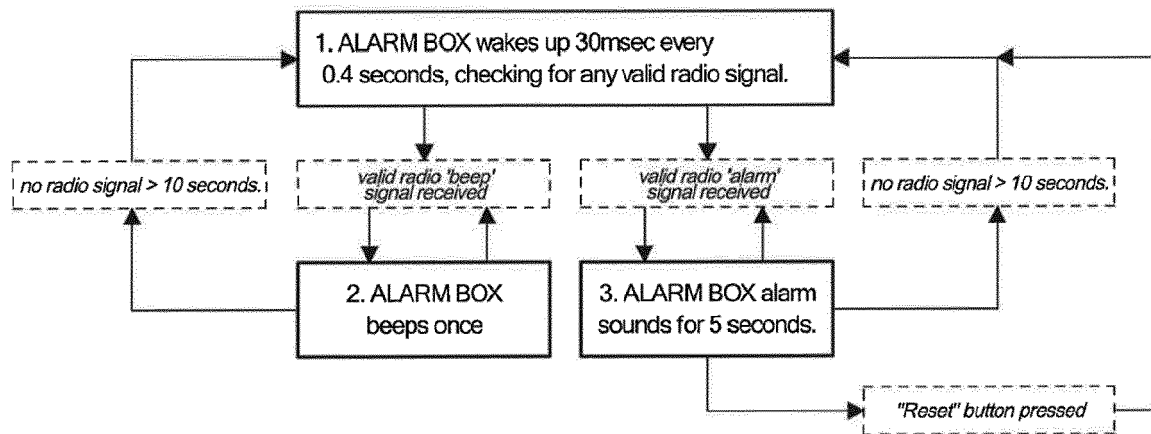 1. ALARM BOX wakes up 30msec every
0.4 seconds, checking for any valid radio signal.
no radio signal > 10 seconds.
valid radio 'beep'
signal received
valid radio 'alarm'
signal received
no radio signal > 10 seconds.
2. ALARM BOX
beeps once
3. ALARM BOX alarm
sounds for 5 seconds.
"Reset" button pressed